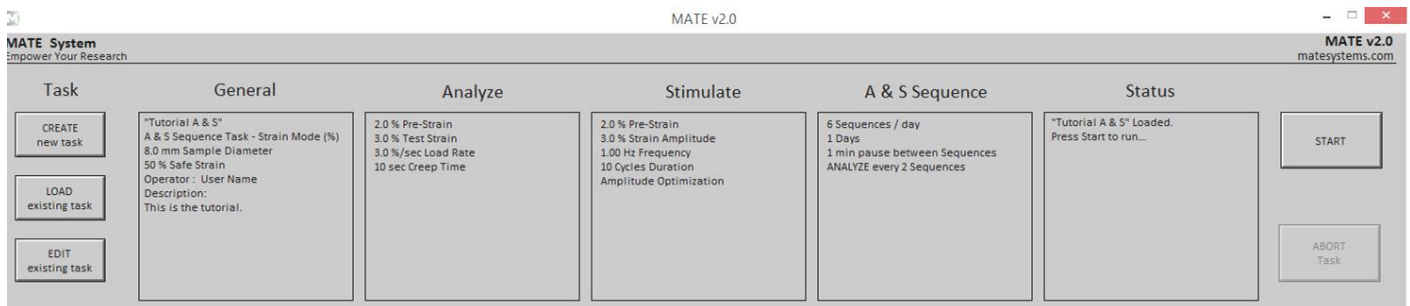 MATE v2.0
MATE System
Empower Your Research
MATE v2.0
matesystems.com
Task
CREATE
new task
LOAD
existing task
EDIT
existing task
General
"Tutorial A & S"
A & S Sequence Task - Strain Mode (%)
8.0 mm Sample Diameter
50 % Safe Strain
Operator : User Name
Description:
This is the tutorial.
Analyze
2.0 % Pre-Strain
3.0 % Test Strain
3.0 %/sec Load Rate
10 sec Creep Time
Stimulate
2.0 % Pre-Strain
3.0 % Strain Amplitude
1.00 Hz Frequency
10 Cycles Duration
Amplitude Optimization
A & S Sequence
6 Sequences / day
1 Days
1 min pause between Sequences
ANALYZE every 2 Sequences
Status
"Tutorial A & S" Loaded.
Press Start to run...
START
ABORT
Task